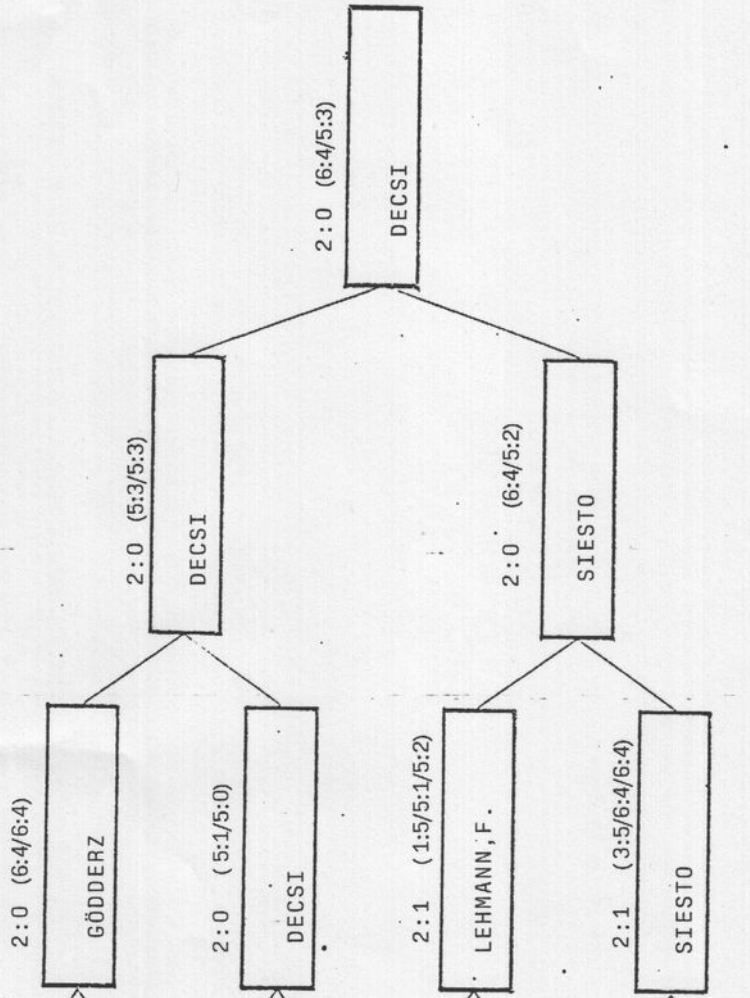 2:0 (6:4/6:4)
GÖDDERZ
2:0 (5:1/5:0)
DECSI
2:1 (1:5/5:1/5:2)
LEHMANN,F.
2:1 (3:5/6:4/6:4)
SIESTO
2:0 (5:3/5:3)
DECSI
2:0 (6:4/5:2)
SIESTO
2:0 (6:4/5:3)
DECSI